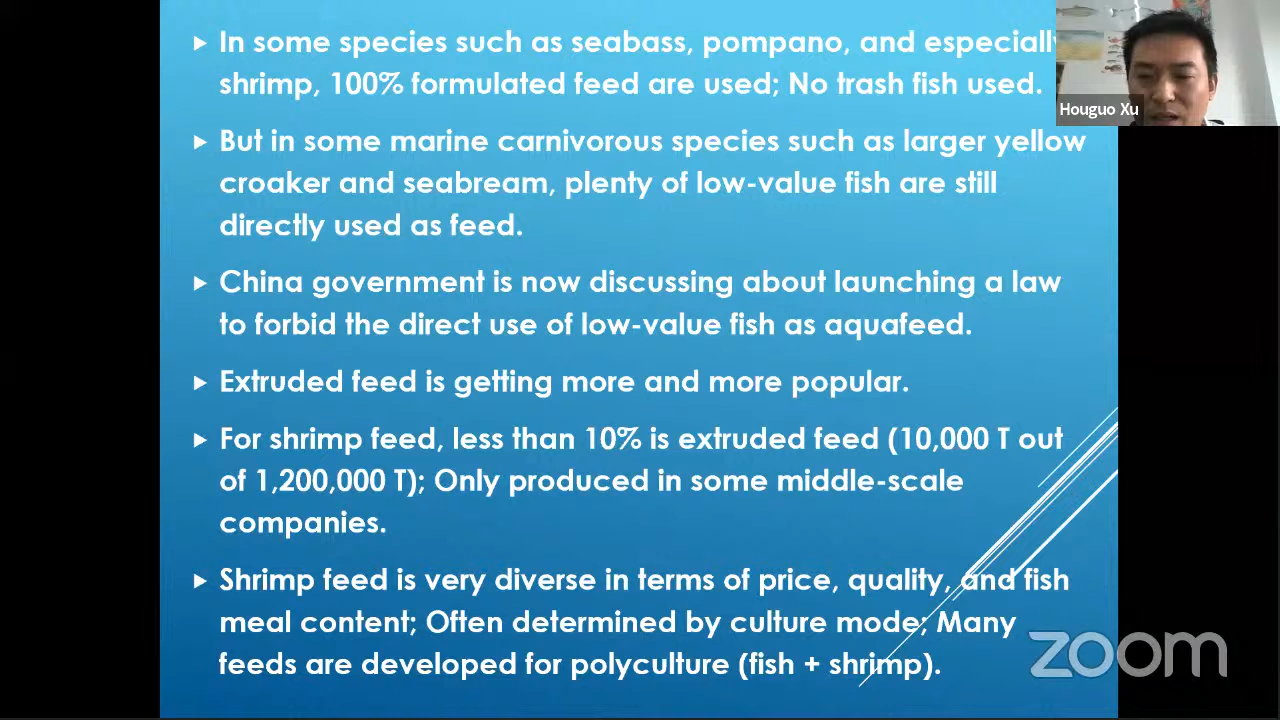 In some species such as seabass, pompano, and especially
shrimp, 100% formulated feed are used; No trash fish used.
Houguo Xu
But in some marine carnivorous species such as larger yellow
croaker and seabream, plenty of low-value fish are still
directly used as feed.
China government is now discussing about launching a law
to forbid the direct use of low-value fish as aquafeed.
Extruded feed is getting more and more popular.
For shrimp feed, less than 10% is extruded feed (10,000 T out
of 1,200,000 T); Only produced in some middle-scale
companies.
Shrimp feed is very diverse in terms of price, quality, and fish
meal content; Often determined by culture mode; Many
feeds are developed for polyculture (fish + shrimp).
zoom